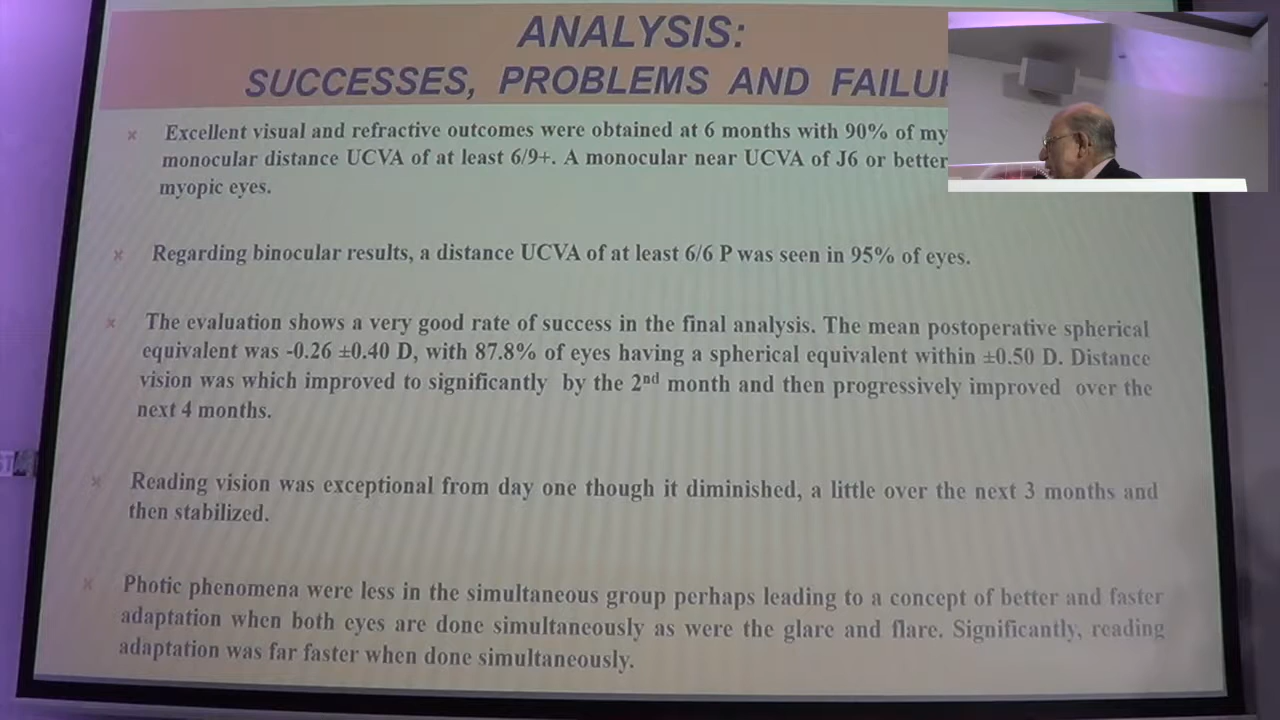 ANALYSIS:
SUCCESSES, PROBLEMS AND FAILU
Excellent visual and refractive outcomes were obtained at 6 months with 90% of my
monocular distance UCVA of at least 6/9+. A monocular near UCVA of J6 or better
myopic eyes.
Regarding binocular results, a distance UCVA of at least 6/6 P was seen in 95% of eyes.
The evaluation shows a very good rate of success in the final analysis. The mean postoperative spherical
equivalent was -0.26 ±0.40 D, with 87.8% of eyes having a spherical equivalent within ±0.50 D. Distance
vision was which improved to significantly by the 2nd month and then progressively improved over the
next 4 months.
Reading vision was exceptional from day one though it diminished, a little over the next 3 months and
then stabilized.
Photic phenomena were less in the simultaneous group perhaps leading to a concept of better and faster
adaptation when both eyes are done simultaneously as were the glare and flare. Significantly, reading
adaptation was far faster when done simultaneously.